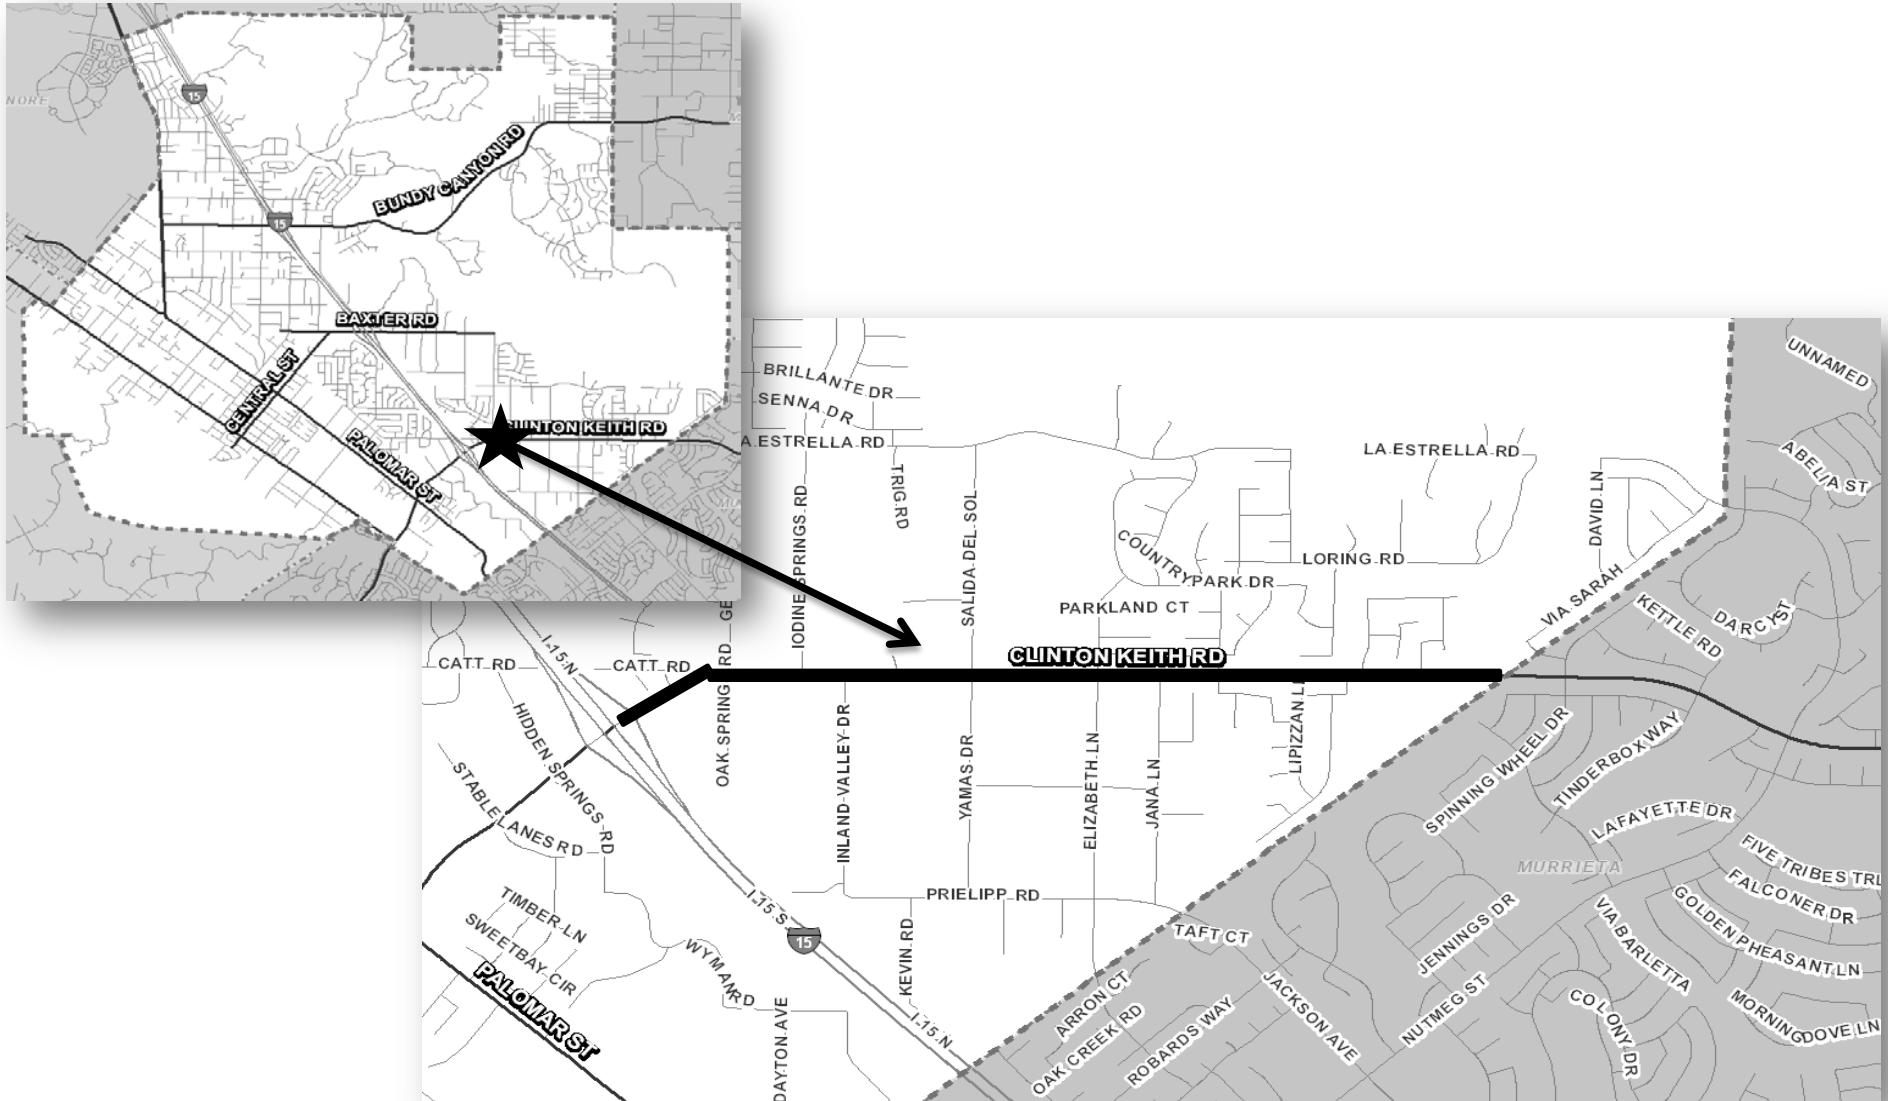 NORE
15
BUNDY CANYON RD
15
BAXTER RD
CENTRAL ST
CLINTON KEITH RD
PALOMAR ST
BRILLANTE DR
SENNA DR
A ESTRELLA RD
LA ESTRELLA RD
UNNAMED
ABELIA ST
TRIG RD
IODINE SPRINGS RD
SALIDA DEL SOL
DAVID LN
COUNTRY PARK DR
LORING RD
PARKLAND CT
VIA SARAH
KETTLE RD
DARCY ST
CLINTON KEITH RD
CATT RD
I 15 N
CATT RD
OAK SPRING RD
GE
HIDDEN SPRINGS RD
STABLE LANES RD
INLAND VALLEY DR
YAMAS DR
ELIZABETH LN
JANA LN
LIPIZZAN LN
SPINNING WHEEL DR
TINDERBOX WAY
LAFAYETTE DR
MURRIETA
FIVE TRIBES TRL
FALCONER DR
GOLDEN PHEASANT LN
TIMBER LN
SWEETBAY CIR
PALOMAR ST
WYMAN RD
I 15 S
15
PRIELIPP RD
KEVIN RD
TAFT CT
JENNINGS DR
VIA BARLETTA
ARRON CT
OAK CREEK RD
ROBARDS WAY
JACKSON AVE
NUTMEG ST
COLONY DR
MORNING DOVE LN
DAYTON AVE
I 15 N